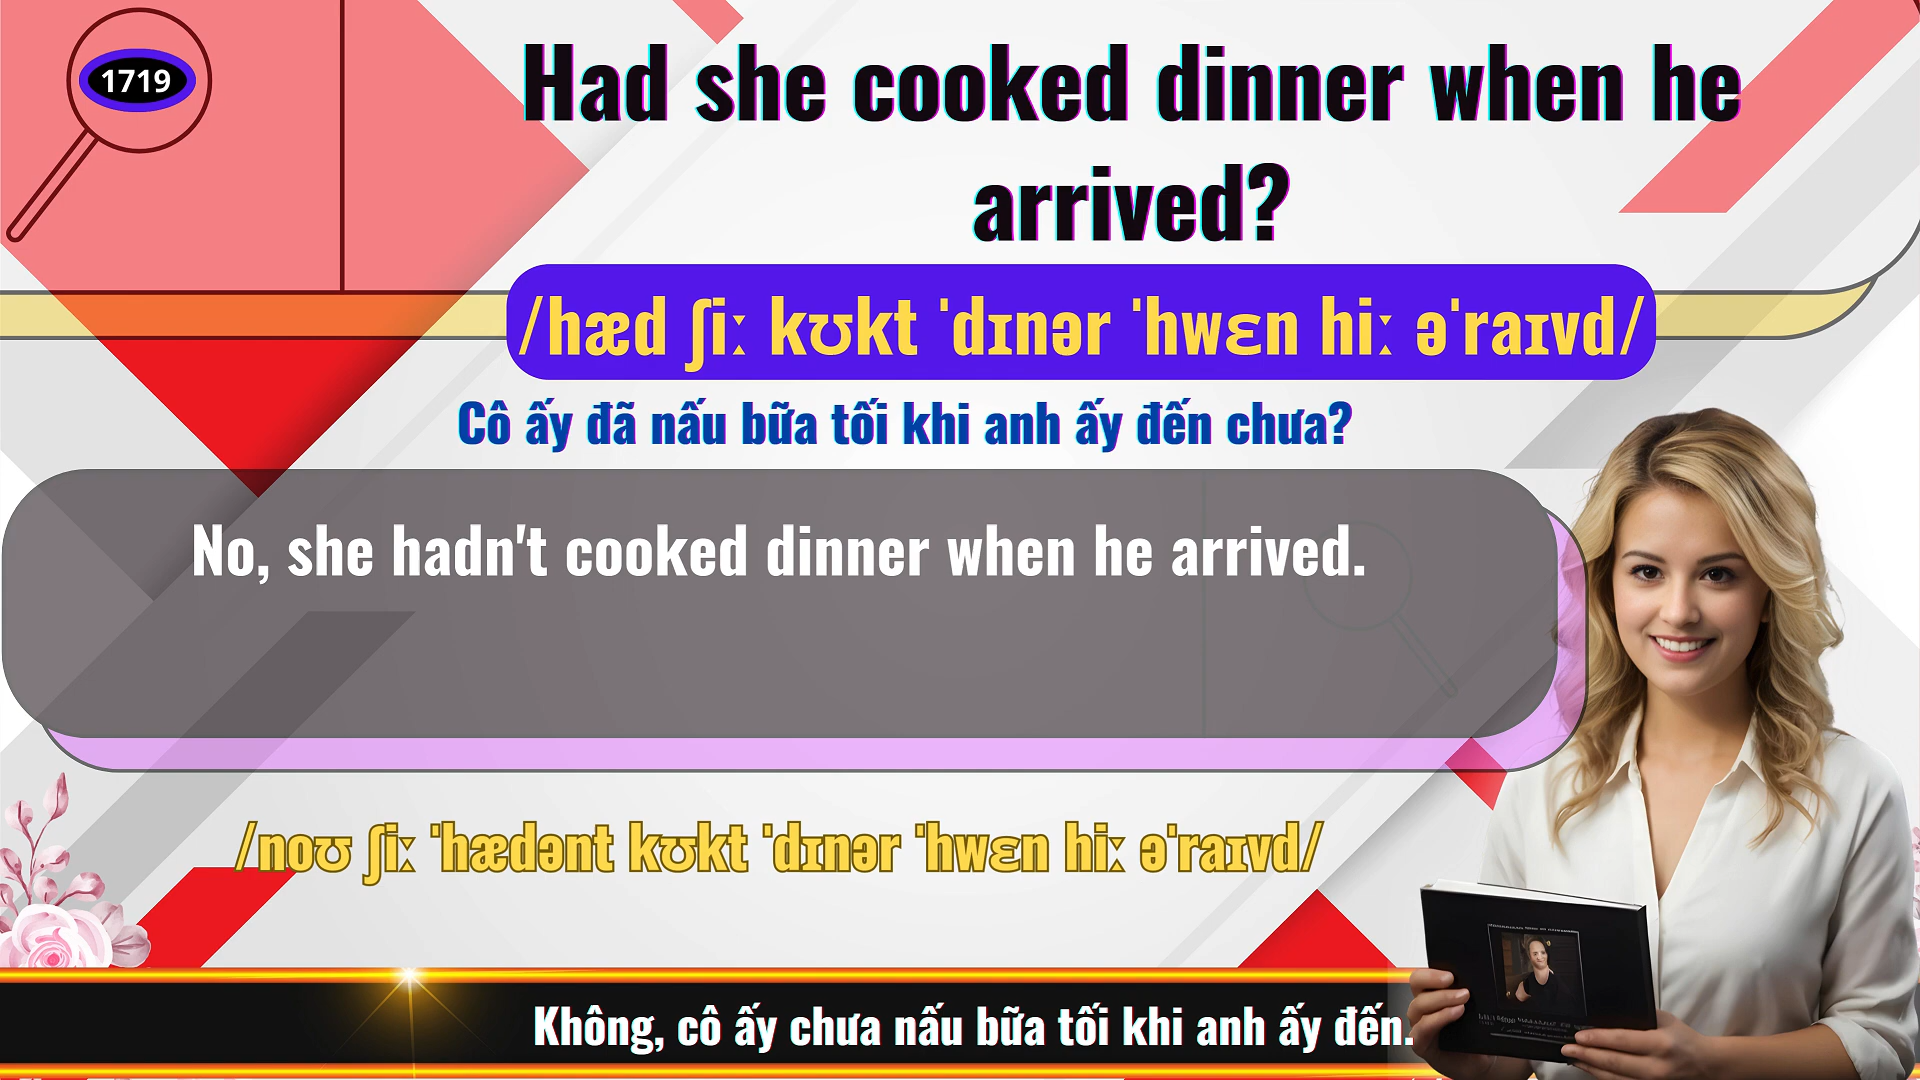 1719
Had she cooked dinner when he
arrived?
/hæd ʃiː kʊkt ˈdɪnər ˈhwɛn hiː əˈraɪvd/
Cô ấy đã nấu bữa tối khi anh ấy đến chưa?
No, she hadn't cooked dinner when he arrived.
/noʊ ʃiː ˈhædənt kʊkt ˈdɪnər ˈhwɛn hiː əˈraɪvd/
Không, cô ấy chưa nấu bữa tối khi anh ấy đến.